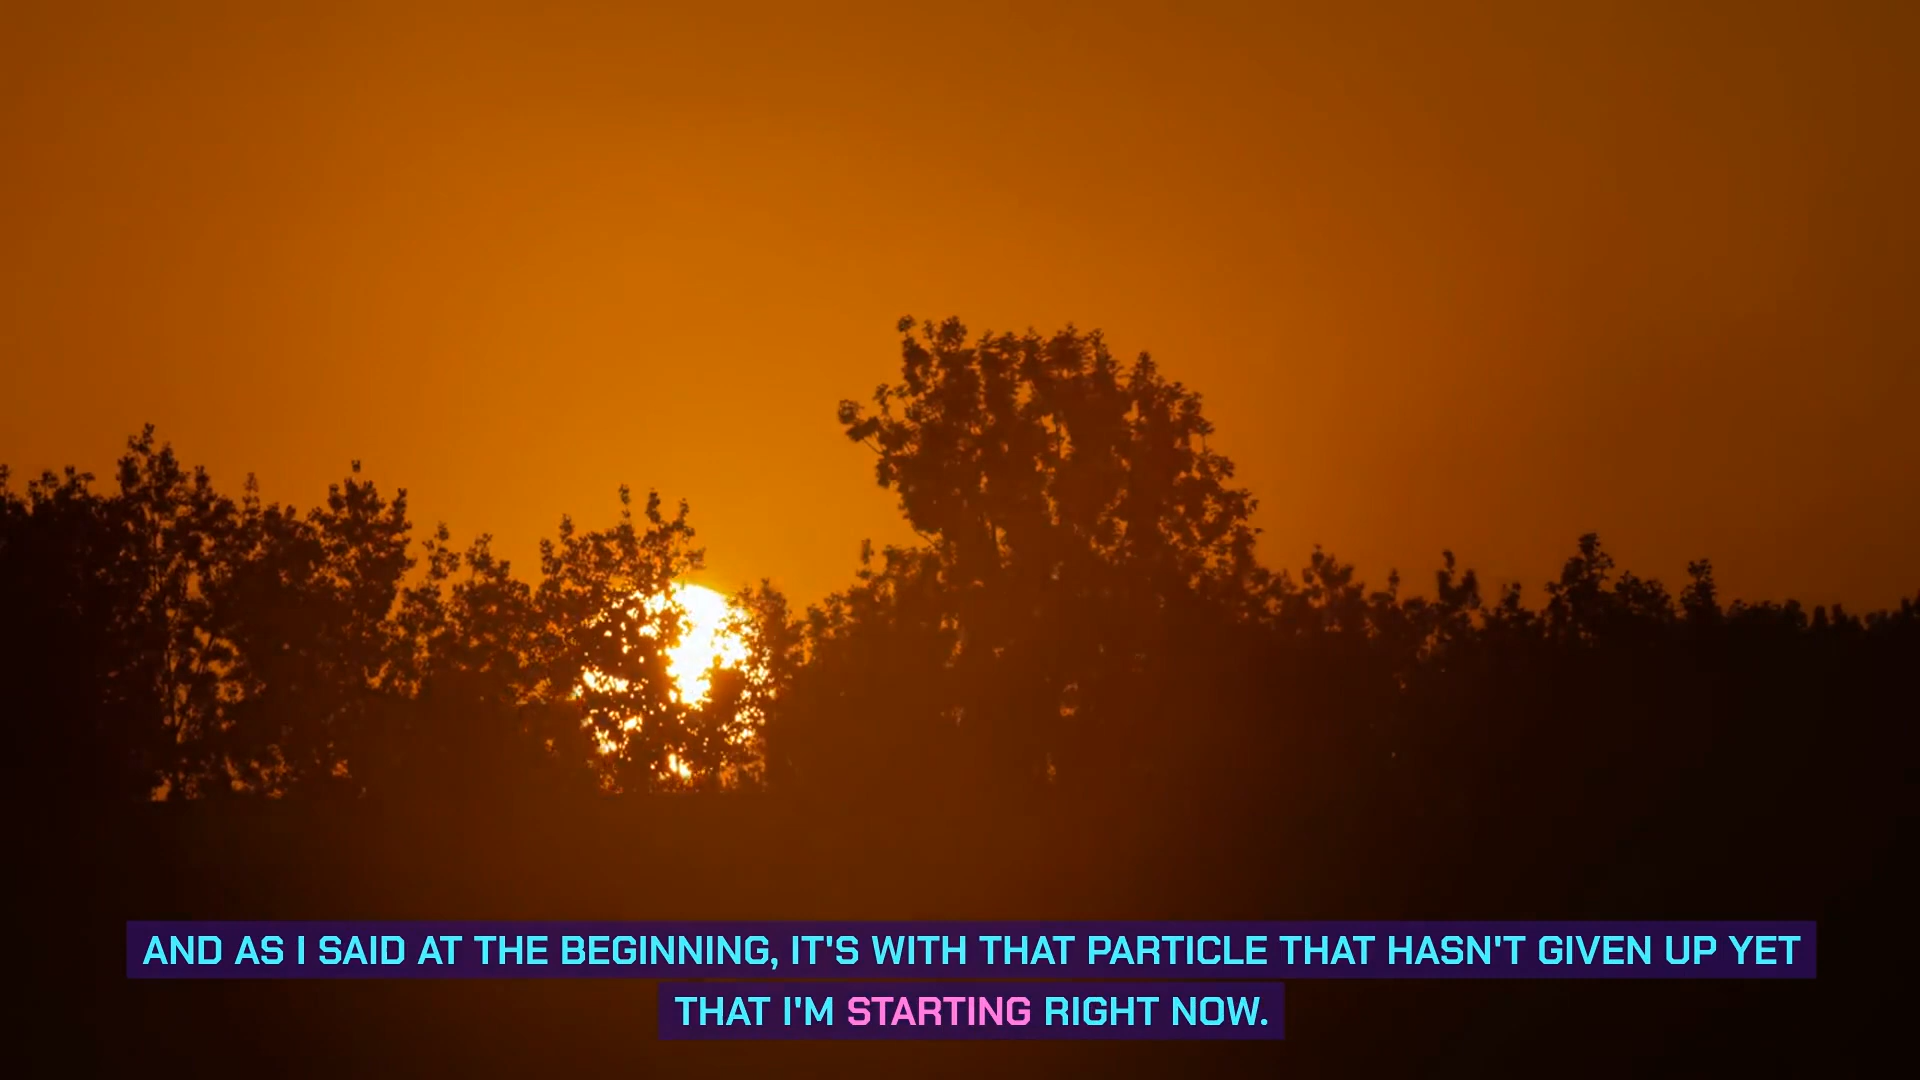 AND AS I SAID AT THE BEGINNING, IT'S WITH THAT PARTICLE THAT HASN'T GIVEN UP YET
THAT I'M STARTING RIGHT NOW.